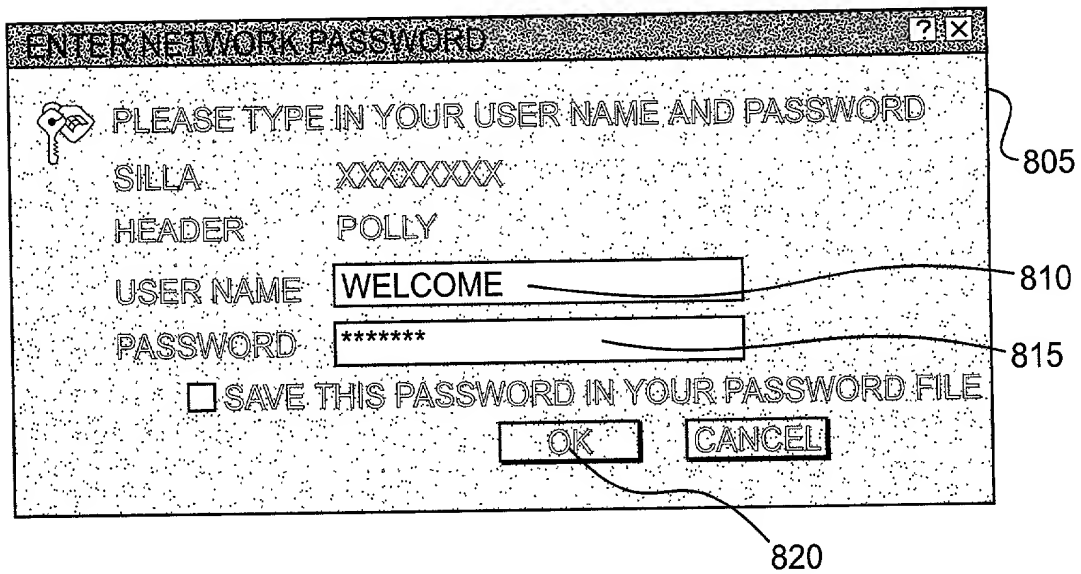 ENTER NETWORK PASSWORD ? X
PLEASE TYPE IN YOUR USER NAME AND PASSWORD
805
SILLA XXXXXXXX
HEADER POLLY
USER NAME WELCOME 810
PASSWORD ******* 815
SAVE THIS PASSWORD IN YOUR PASSWORD FILE
OK CANCEL
820